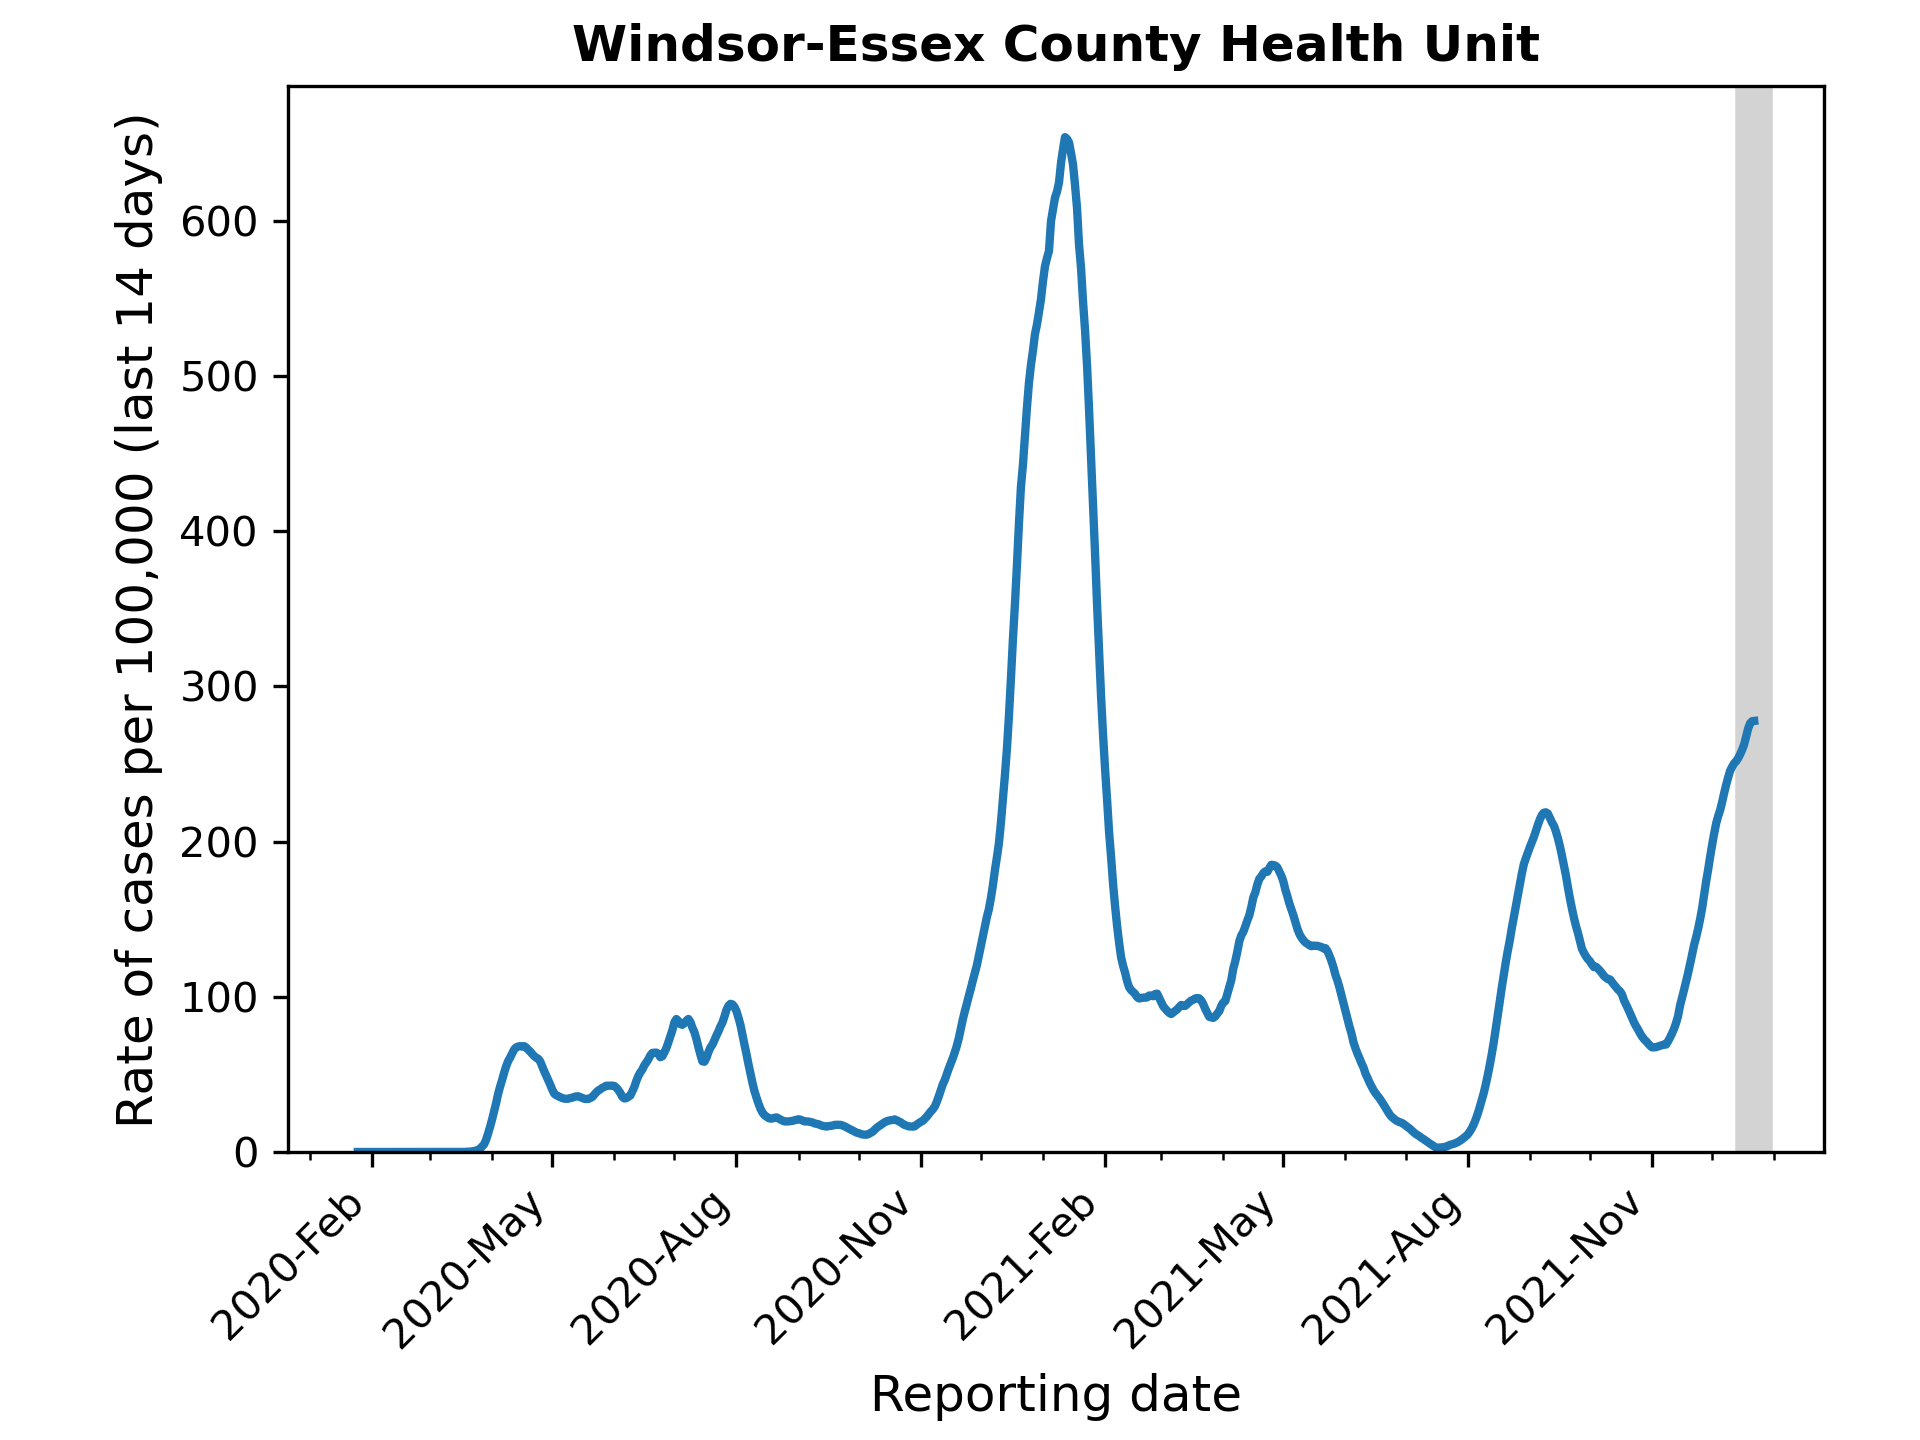 Windsor-Essex County Health Unit
Rate of cases per 100,000 (last 14 days)
600
500
400
300
200
100
0
2020-Feb
2020-May
2020-Aug
2020-Nov
2021-Feb
2021-May
2021-Aug
2021-Nov
Reporting date